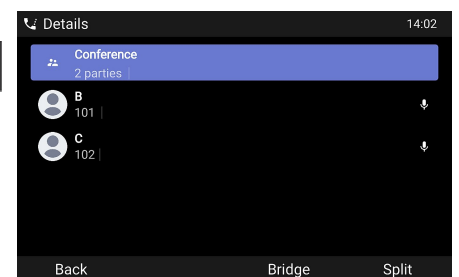 Details 14:02
Conference
2 parties
B
101
C
102
Back Bridge Split